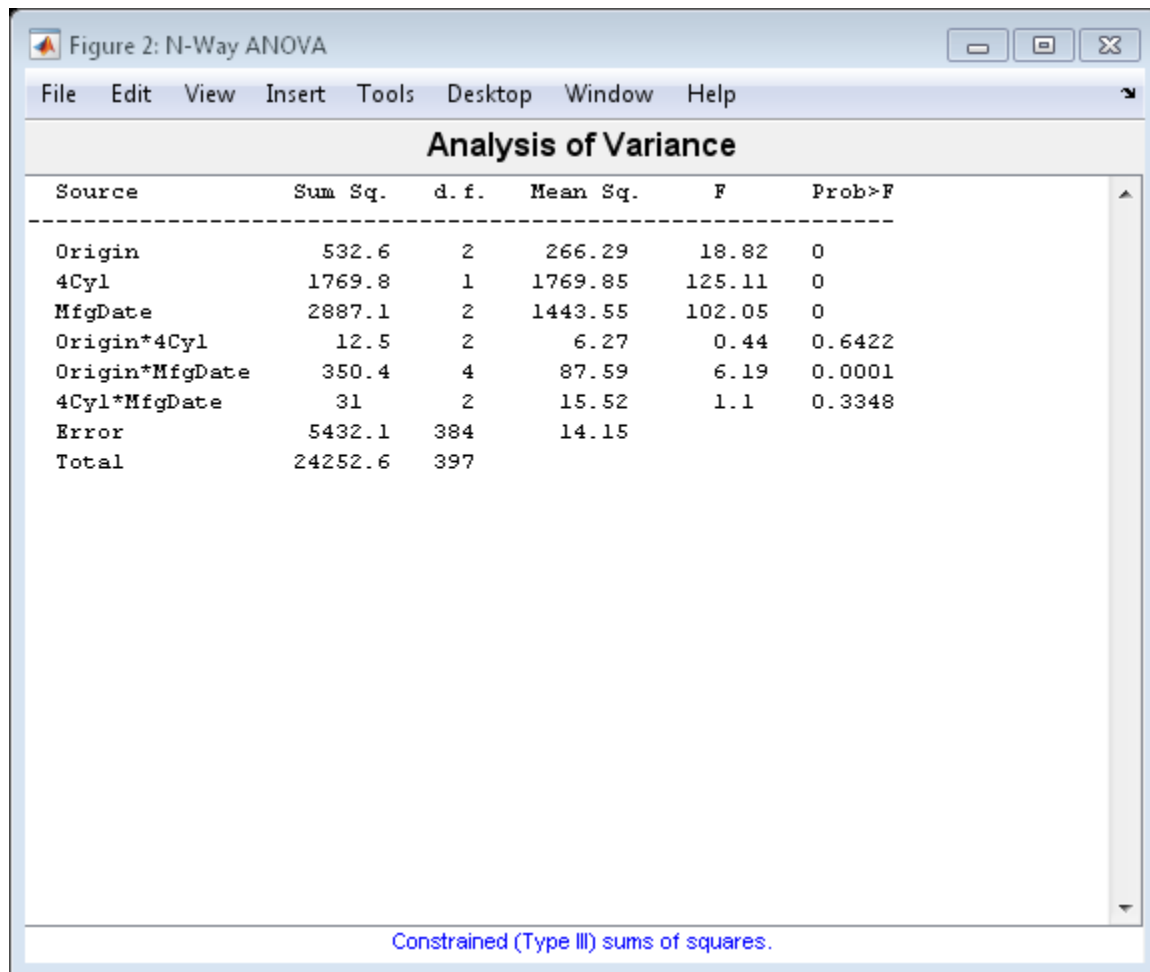 Figure 2: N-Way ANOVA
File Edit View Insert Tools Desktop Window Help
Analysis of Variance
Source Sum Sq. d.f. Mean Sq. F Prob>F
Origin 532.6 2 266.29 18.82 0
4Cyl 1769.8 1 1769.85 125.11 0
MfgDate 2887.1 2 1443.55 102.05 0
Origin*4Cyl 12.5 2 6.27 0.44 0.6422
Origin*MfgDate 350.4 4 87.59 6.19 0.0001
4Cyl*MfgDate 31 2 15.52 1.1 0.3348
Error 5432.1 384 14.15
Total 24252.6 397
Constrained (Type III) sums of squares.